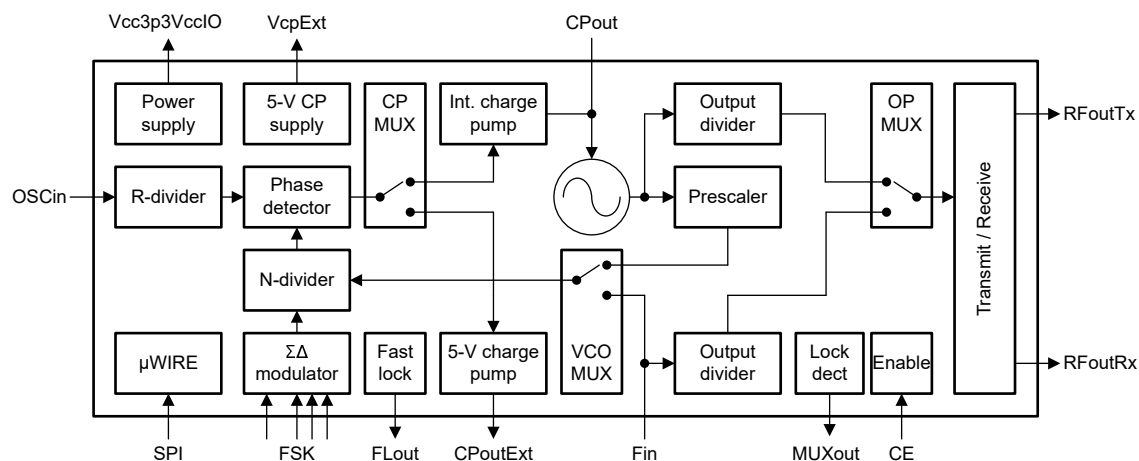 Vcc3p3VccIO
VcpExt
CPout
Power
supply
5-V CP
supply
CP
MUX
Int. charge
pump
Output
divider
OP
MUX
RFoutTx
OSCin
R-divider
Phase
detector
Prescaler
Transmit / Receive
N-divider
µWIRE
ΣΔ
modulator
Fast
lock
5-V charge
pump
VCO
MUX
Output
divider
Lock
dect
Enable
RFoutRx
SPI
FSK
FLout
CPoutExt
Fin
MUXout
CE